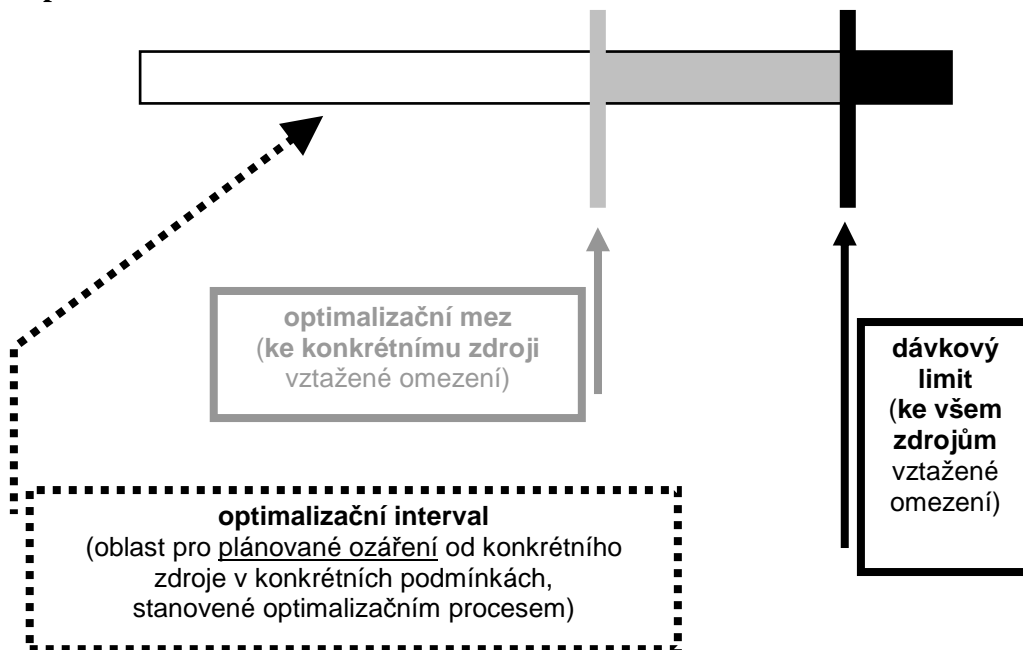 optimalizační mez
(ke konkrétnímu zdroji
vztažené omezení)
dávkový
limit
(ke všem
zdrojům
vztažené
omezení)
optimalizační interval
(oblast pro plánované ozáření od konkrétního
zdroje v konkrétních podmínkách,
stanovené optimalizačním procesem)